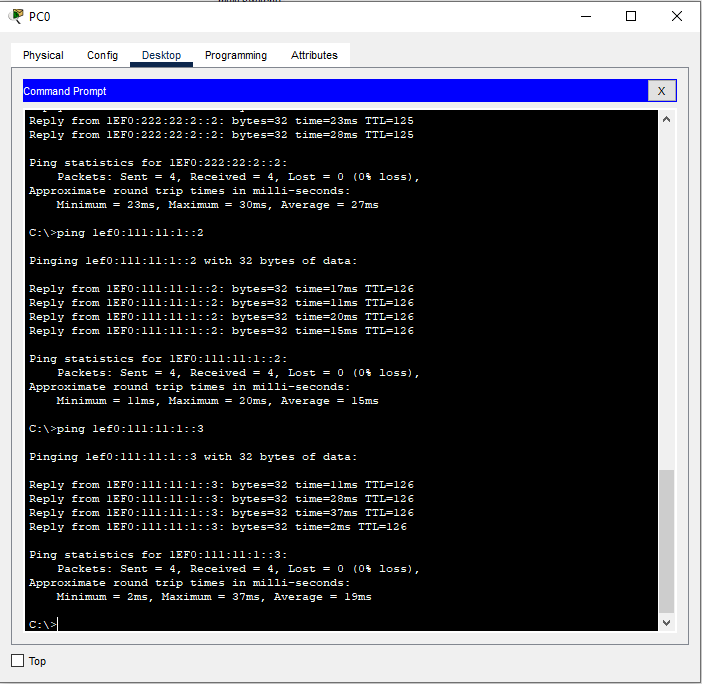 PC0
Physical Config Desktop Programming Attributes
Command Prompt
X
Reply from 1EF0:222:22:2::2: bytes=32 time=23ms TTL=125
Reply from 1EF0:222:22:2::2: bytes=32 time=28ms TTL=125
Ping statistics for 1EF0:222:22:2::2:
Packets: Sent = 4, Received = 4, Lost = 0 (0% loss),
Approximate round trip times in milli-seconds:
Minimum = 23ms, Maximum = 30ms, Average = 27ms
C:\>ping 1ef0:111:11:1::2
Pinging 1ef0:111:11:1::2 with 32 bytes of data:
Reply from 1EF0:111:11:1::2: bytes=32 time=17ms TTL=126
Reply from 1EF0:111:11:1::2: bytes=32 time=11ms TTL=126
Reply from 1EF0:111:11:1::2: bytes=32 time=20ms TTL=126
Reply from 1EF0:111:11:1::2: bytes=32 time=15ms TTL=126
Ping statistics for 1EF0:111:11:1::2:
Packets: Sent = 4, Received = 4, Lost = 0 (0% loss),
Approximate round trip times in milli-seconds:
Minimum = 11ms, Maximum = 20ms, Average = 15ms
C:\>ping 1ef0:111:11:1::3
Pinging 1ef0:111:11:1::3 with 32 bytes of data:
Reply from 1EF0:111:11:1::3: bytes=32 time=11ms TTL=126
Reply from 1EF0:111:11:1::3: bytes=32 time=28ms TTL=126
Reply from 1EF0:111:11:1::3: bytes=32 time=37ms TTL=126
Reply from 1EF0:111:11:1::3: bytes=32 time=2ms TTL=126
Ping statistics for 1EF0:111:11:1::3:
Packets: Sent = 4, Received = 4, Lost = 0 (0% loss),
Approximate round trip times in milli-seconds:
Minimum = 2ms, Maximum = 37ms, Average = 19ms
C:\>
Top